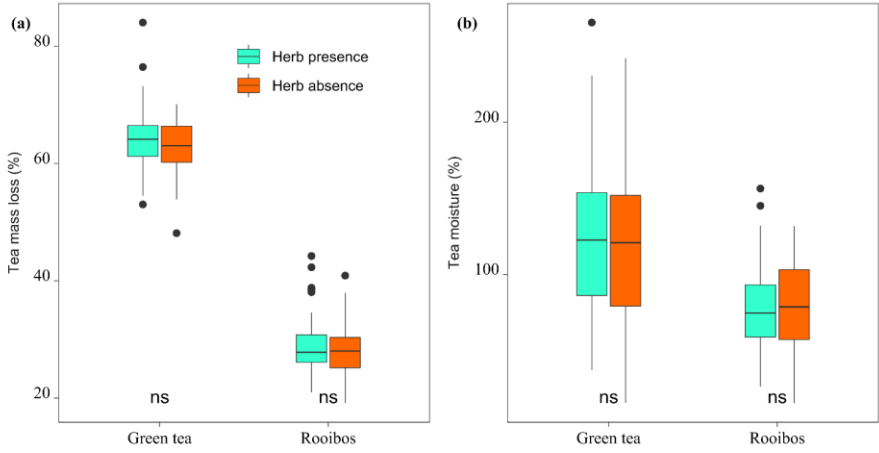 (a)
Tea mass loss (%)
80
60
40
20
Herb presence
Herb absence
ns
ns
Green tea
Rooibos
(b)
Tea moisture (%)
200
100
ns
ns
Green tea
Rooibos